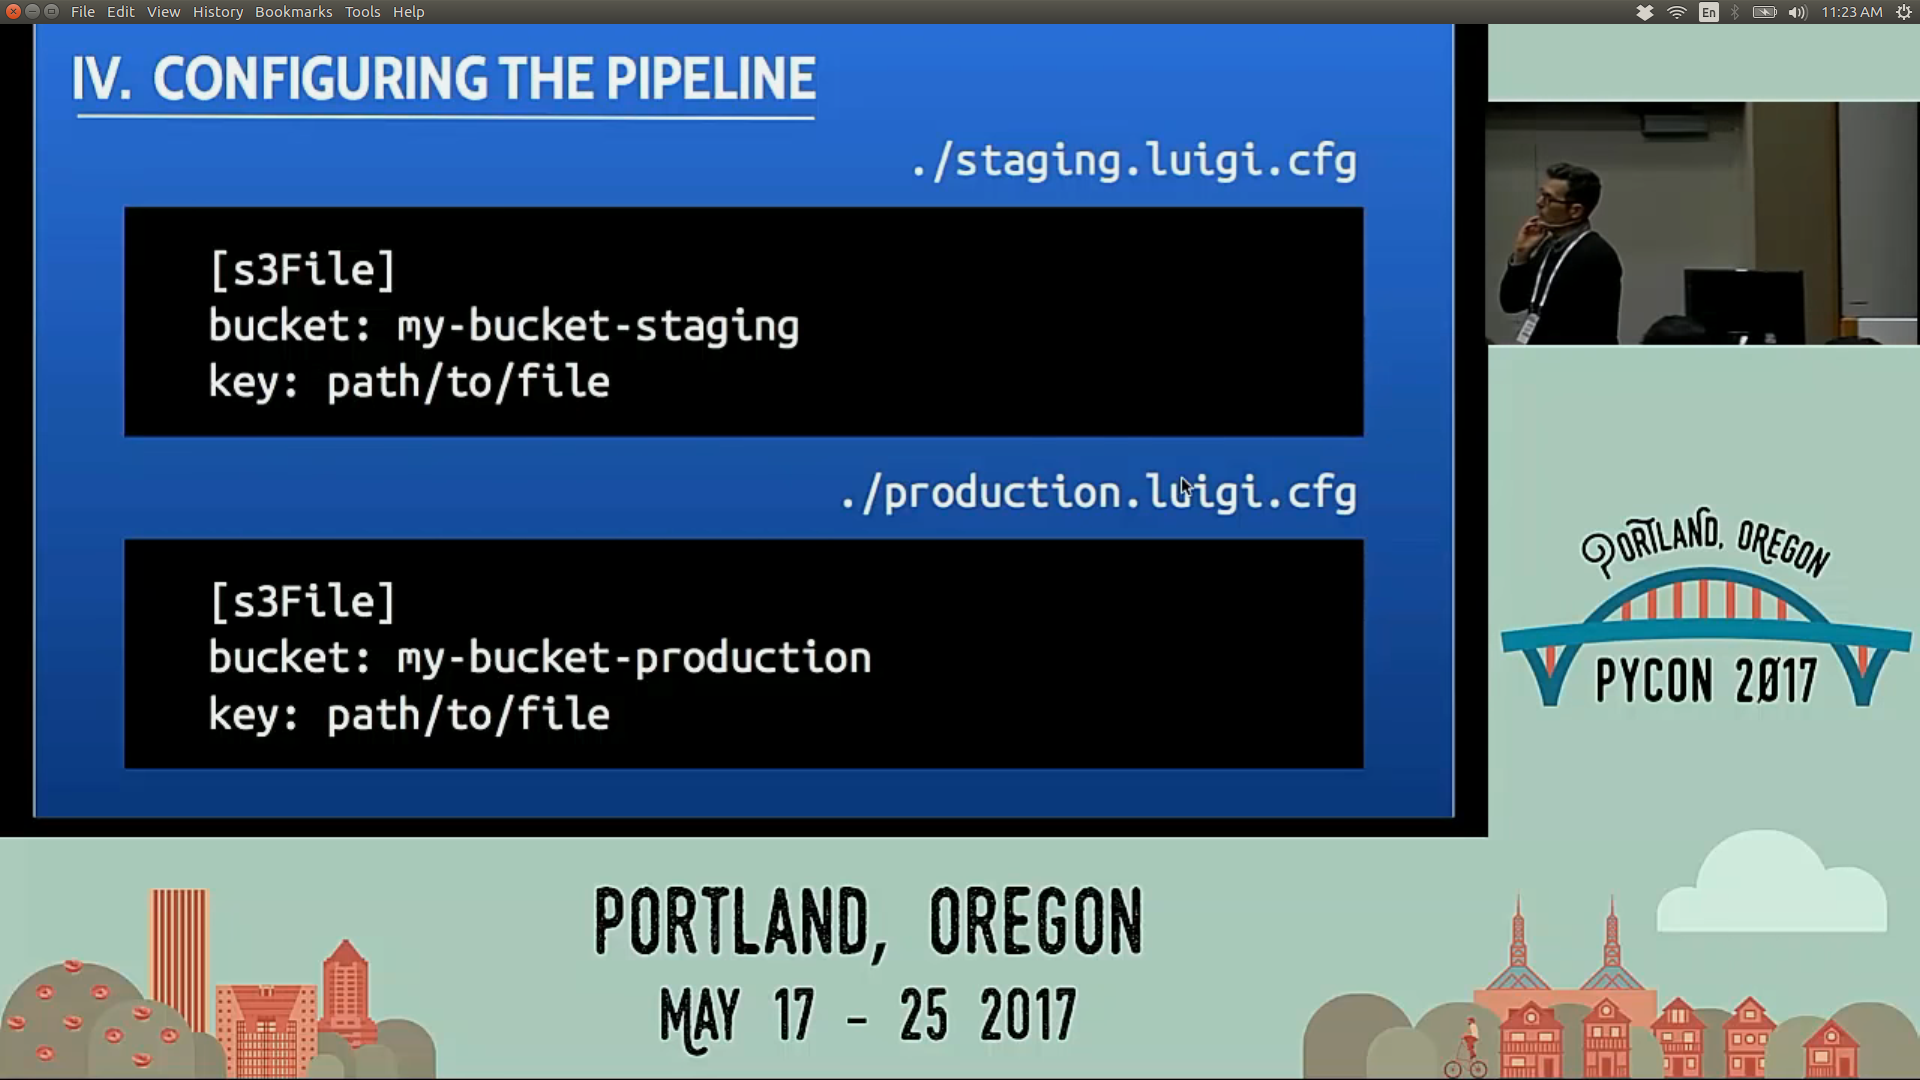 File Edit View History Bookmarks Tools Help
En
11:23 AM
IV. CONFIGURING THE PIPELINE
./staging.luigi.cfg
[s3File]
bucket: my-bucket-staging
key: path/to/file
./production.luigi.cfg
[s3File]
bucket: my-bucket-production
key: path/to/file
PORTLAND, OREGON
PYCON 2017
PORTLAND, OREGON
MAY 17 - 25 2017